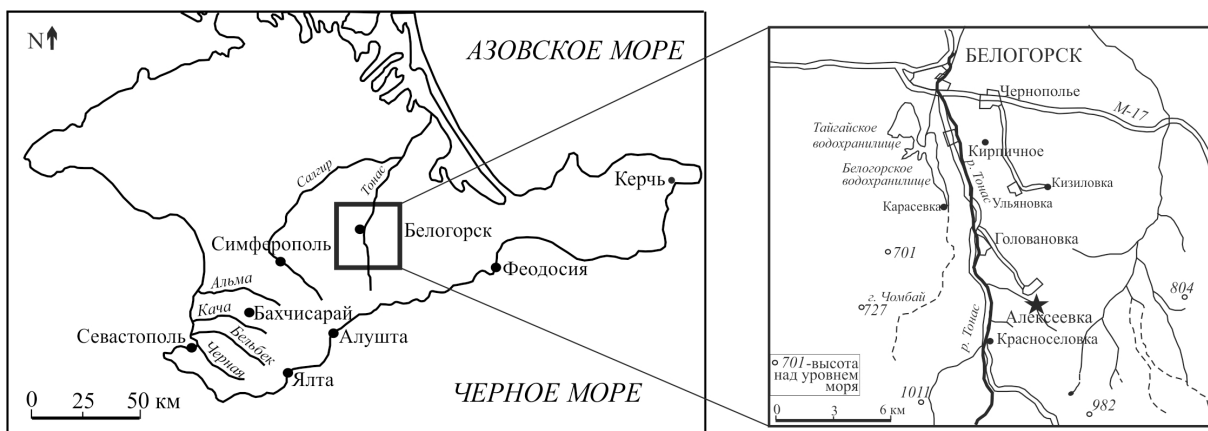 N
АЗОВСКОЕ МОРЕ
Салгир
Тонас
Керчь
Белогорск
Симферополь
Феодосия
Альма
Кача
Бахчисарай
Севастополь
Бельбек
Алушта
Черная
Ялта
ЧЕРНОЕ МОРЕ
0 25 50 км
БЕЛОГОРСК
Чернополье
М-17
Тайгайское
водохранилище
Кирпичное
Белогорское
водохранилище
р. Тонас
Кизиловка
Ульяновка
Карасевка
Головановка
701
804
г. Чомбай
727
Алексеевка
р. Тонас
Красноселовка
701-высота
над уровнем
моря
1011
982
0 3 6 км